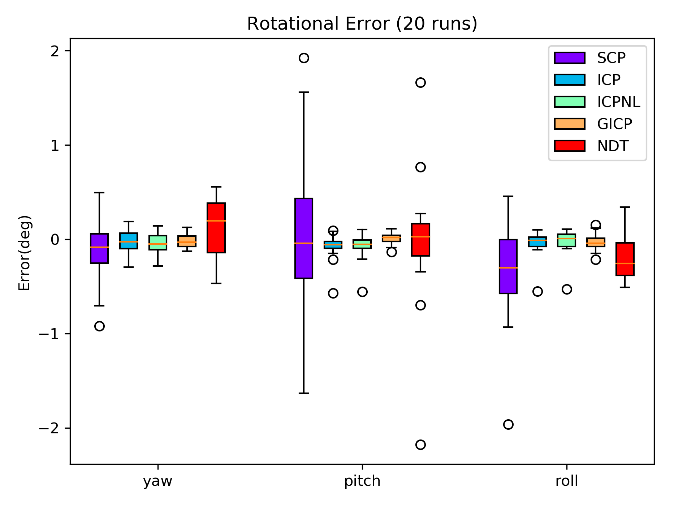 Rotational Error (20 runs)
SCP
ICP
ICPNL
GICP
NDT
Error(deg)
2
1
0
−1
−2
yaw
pitch
roll